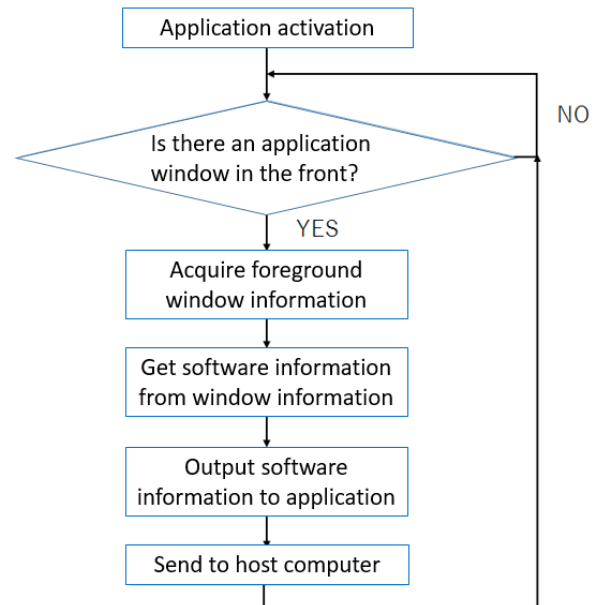 Application activation
NO
Is there an application
window in the front?
YES
Acquire foreground
window information
Get software information
from window information
Output software
information to application
Send to host computer